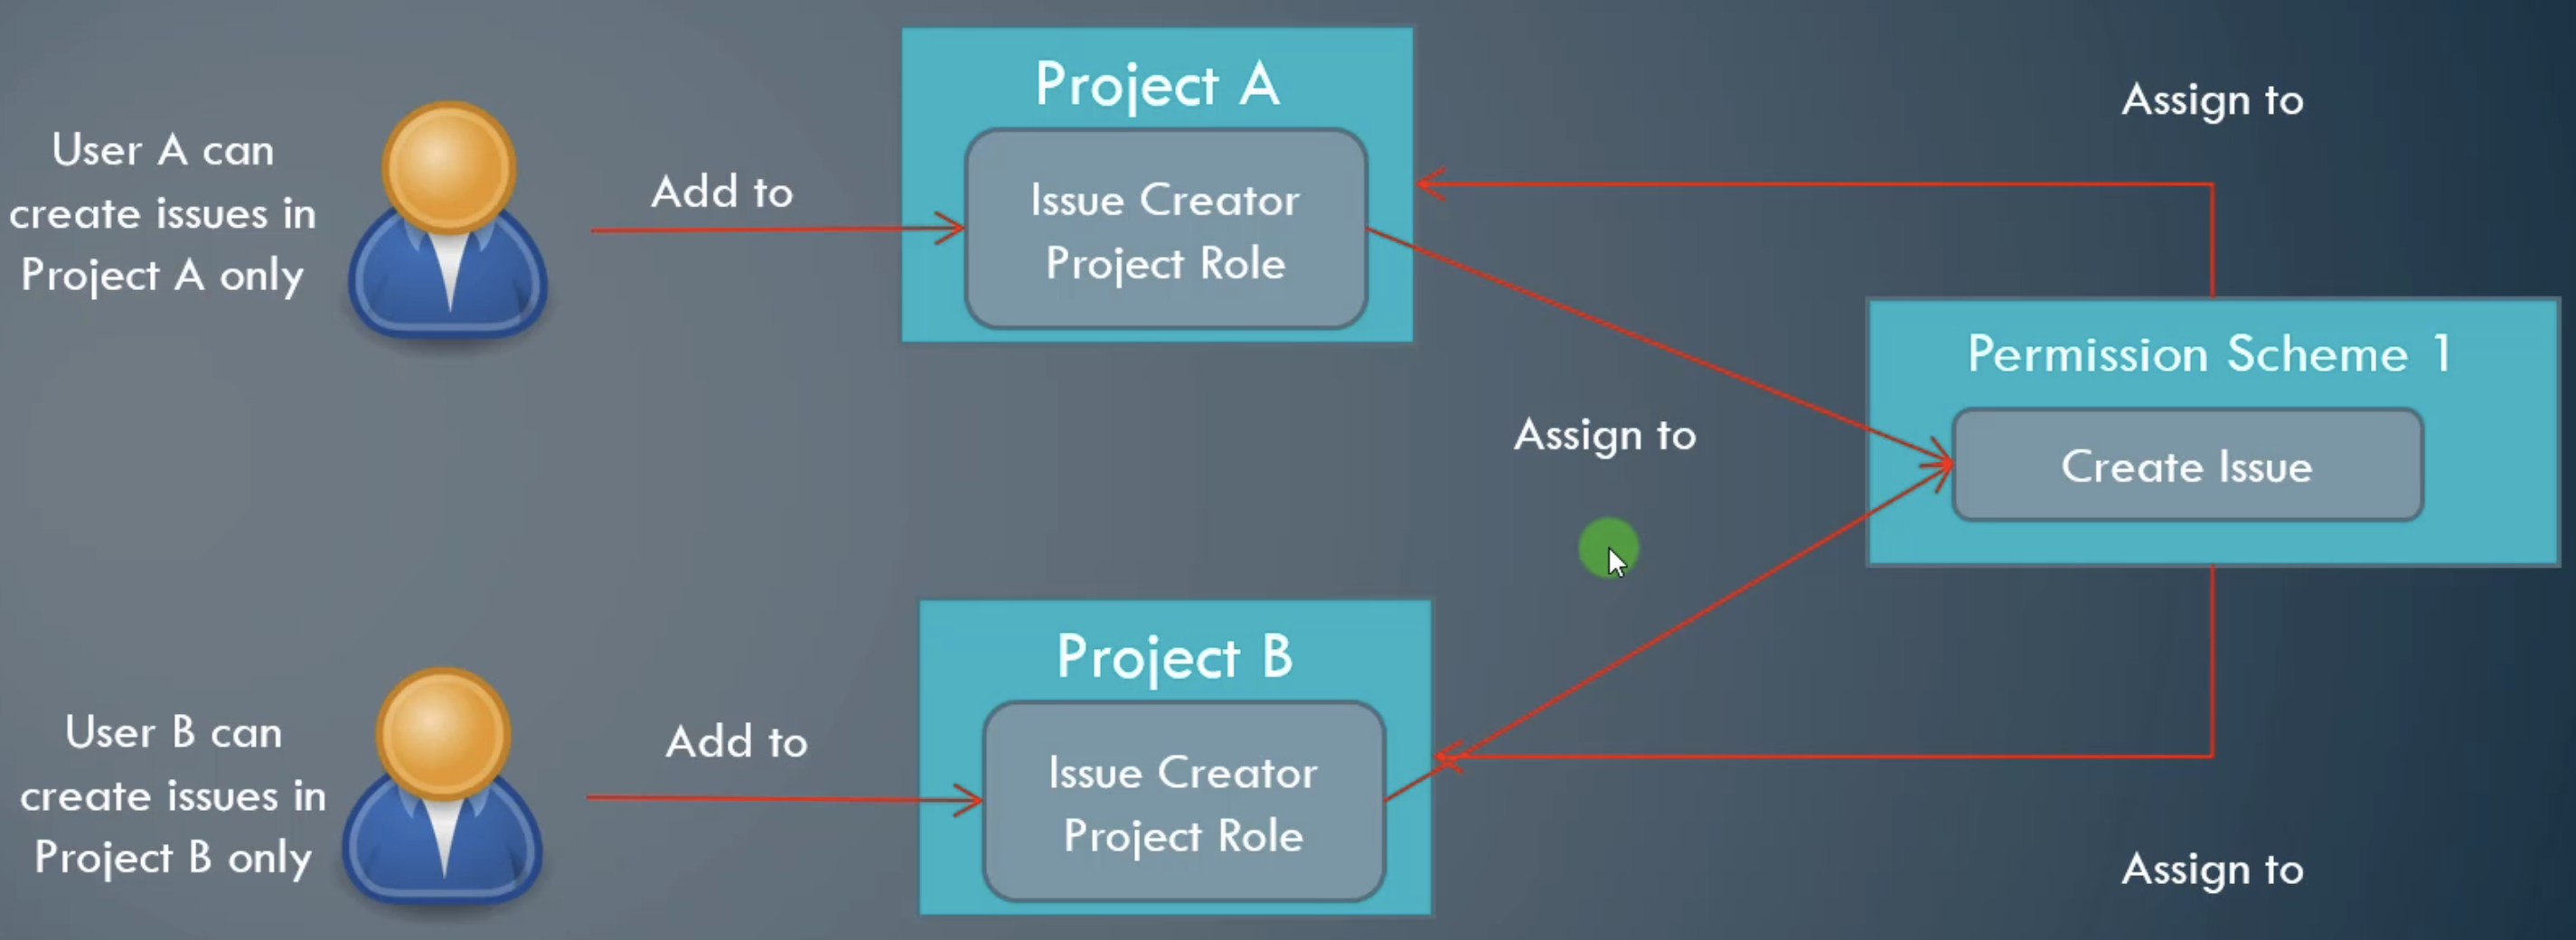 User A can
create issues in
Project A only
Add to
Project A
Issue Creator
Project Role
Assign to
Assign to
Permission Scheme 1
Create Issue
User B can
create issues in
Project B only
Add to
Project B
Issue Creator
Project Role
Assign to